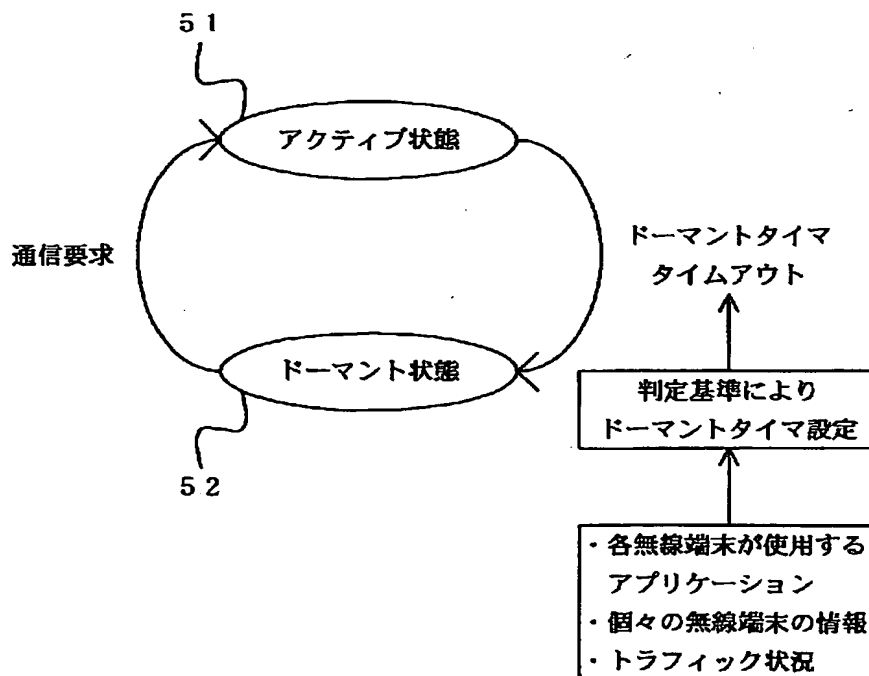 51
アクティブ状態
通信要求
ドーマントタイマ
タイムアウト
ドーマント状態
判定基準により
ドーマントタイマ設定
52
・各無線端末が使用する
アプリケーション
・個々の無線端末の情報
・トラフィック状況